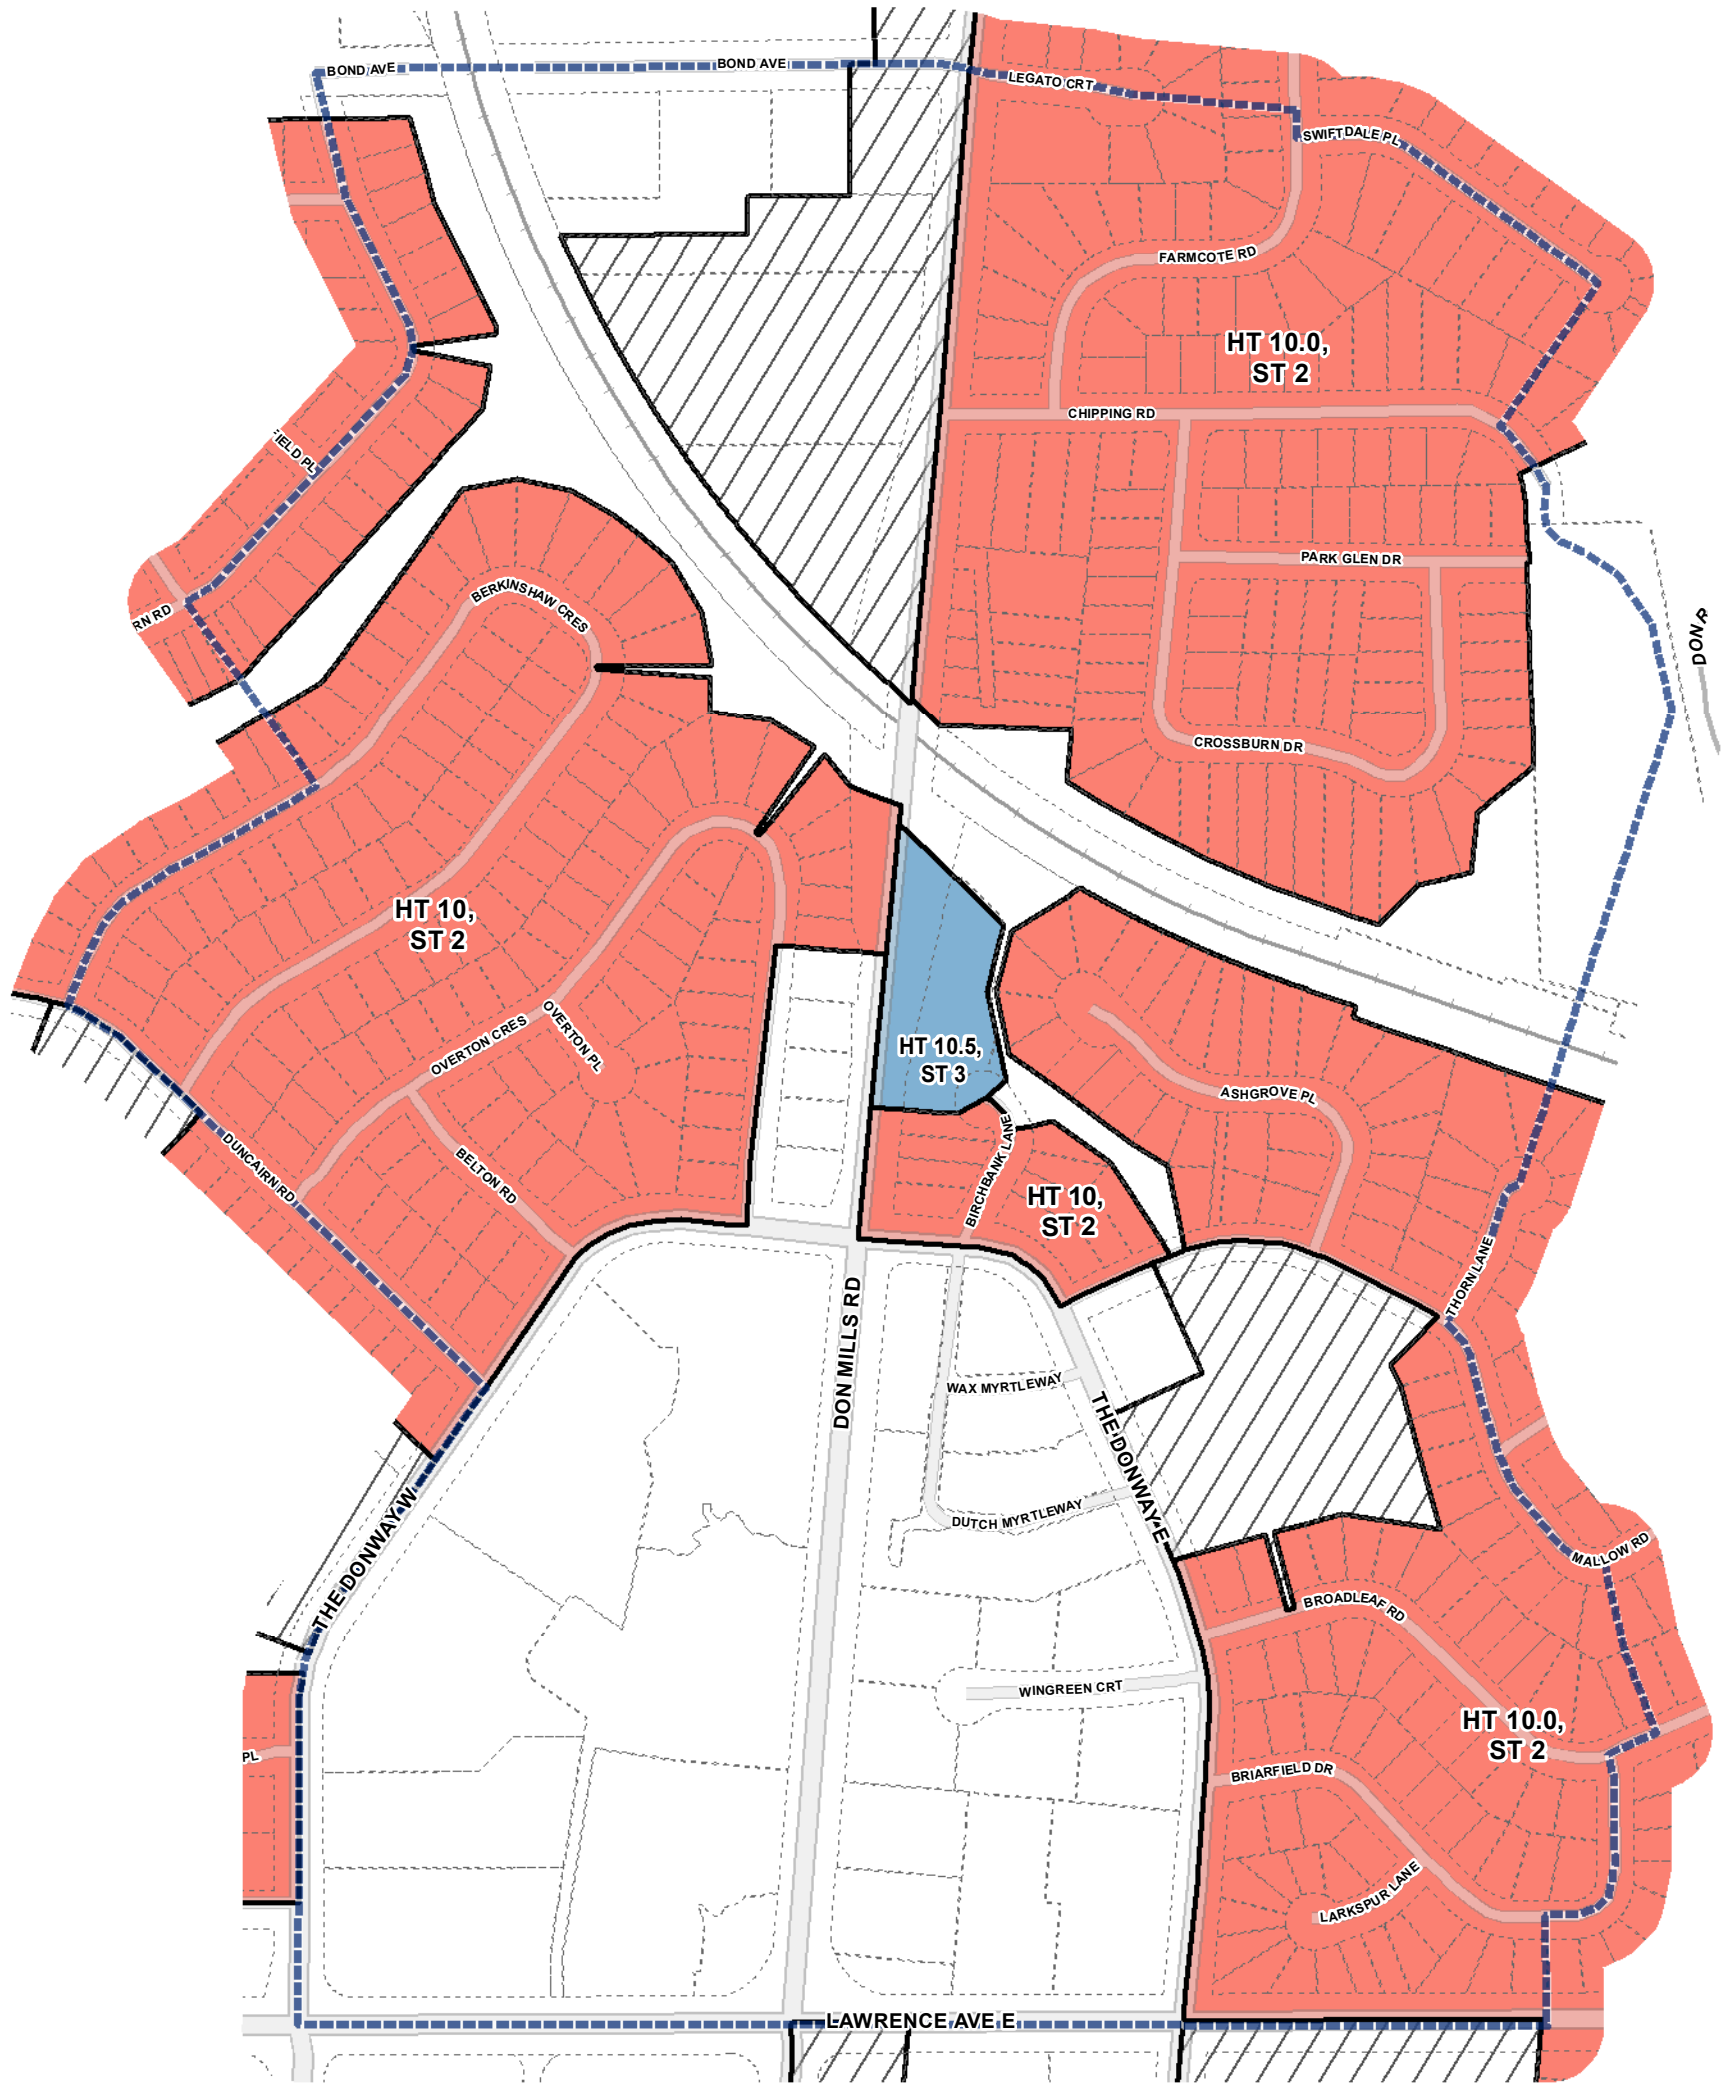 BOND AVE
BOND AVE
LEGATO CRT
SWIFTDALE PL
FARMCOTE RD
HT 10.0,
ST 2
CHIPPING RD
FIELD PL
PARK GLEN DR
BERKINSHAW CRES
RN RD
DON R
CROSSBURN DR
HT 10,
ST 2
OVERTON CRES
OVERTON PL
HT 10.5,
ST 3
ASHGROVE PL
DUNCAIRN RD
BELTON RD
BIRCHBANK LANE
HT 10,
ST 2
THORN LANE
DON MILLS RD
WAX MYRTLEWAY
THE DONWAY E
DUTCH MYRTLEWAY
THE DONWAY W
MALLOW RD
BROADLEAF RD
WINGREEN CRT
HT 10.0,
ST 2
PL
BRIARFIELD DR
LARKSPUR LANE
LAWRENCE AVE E